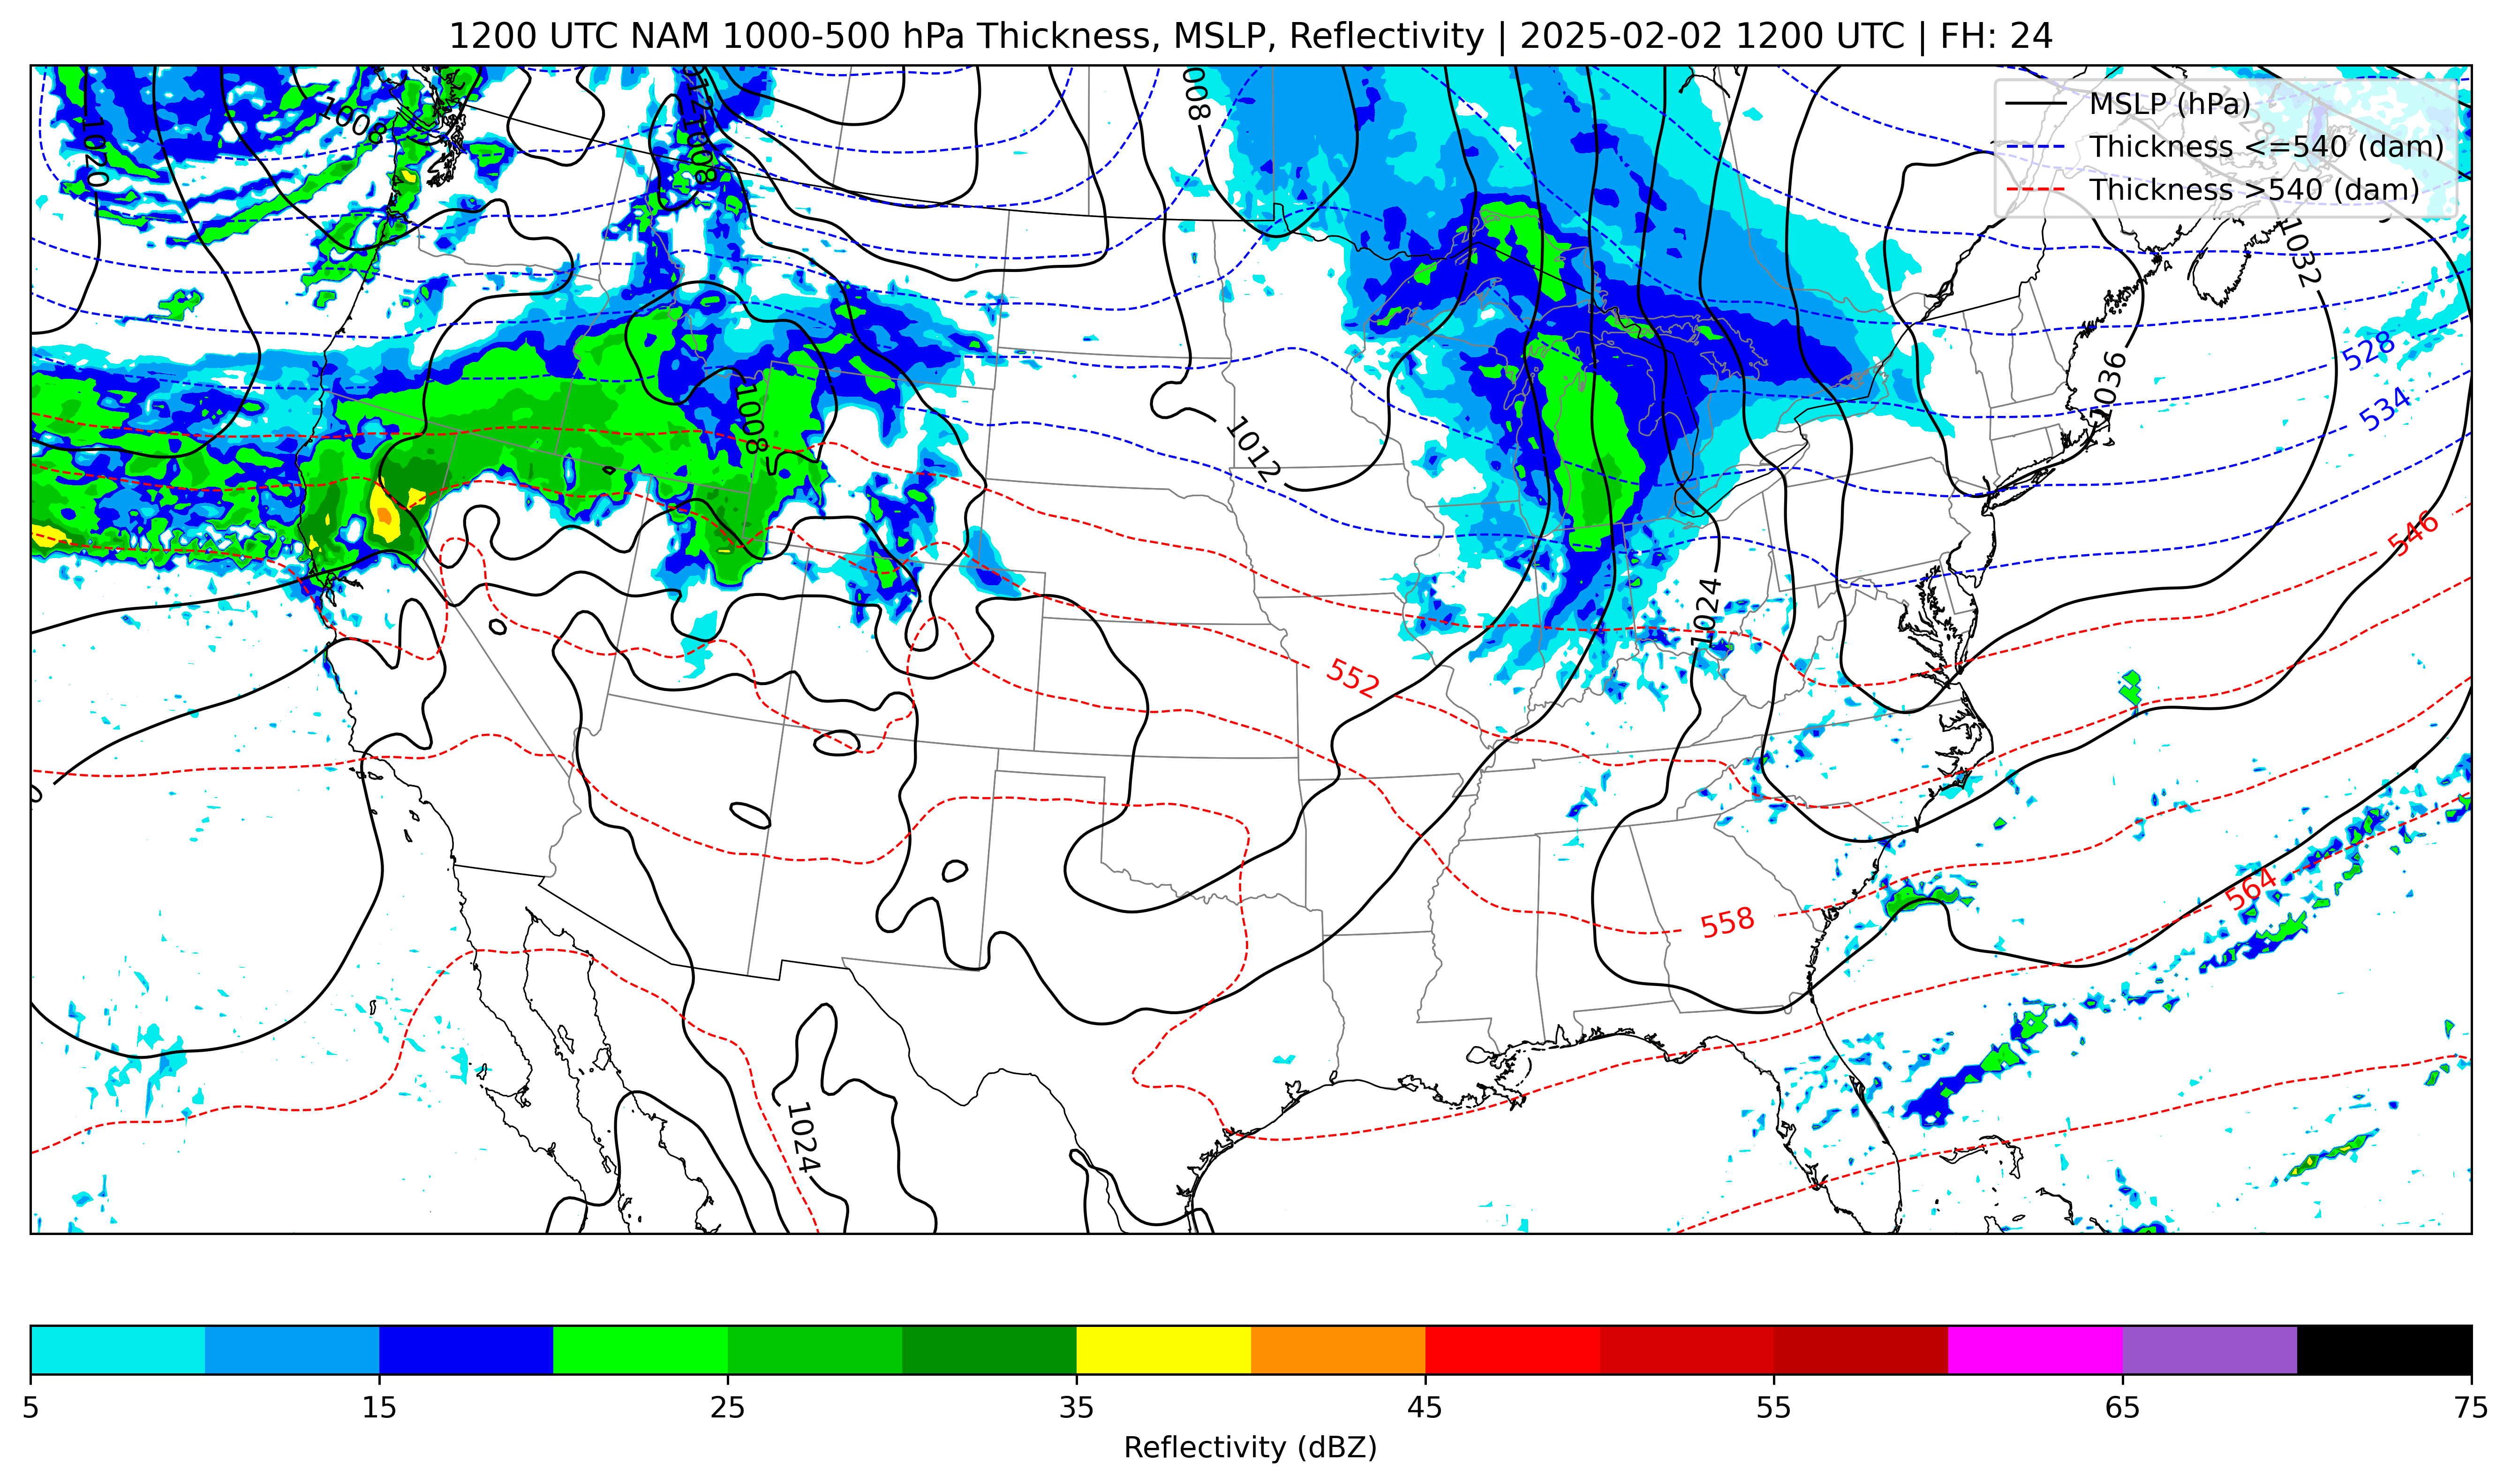 1200 UTC NAM 1000-500 hPa Thickness, MSLP, Reflectivity | 2025-02-02 1200 UTC | FH: 24
MSLP (hPa)
Thickness <=540 (dam)
Thickness >540 (dam)
1020
1008
1008
008
1028
1032
528
1036
534
1008
1012
546
1024
552
558
564
1024
5 15 25 35 45 55 65 75
Reflectivity (dBZ)